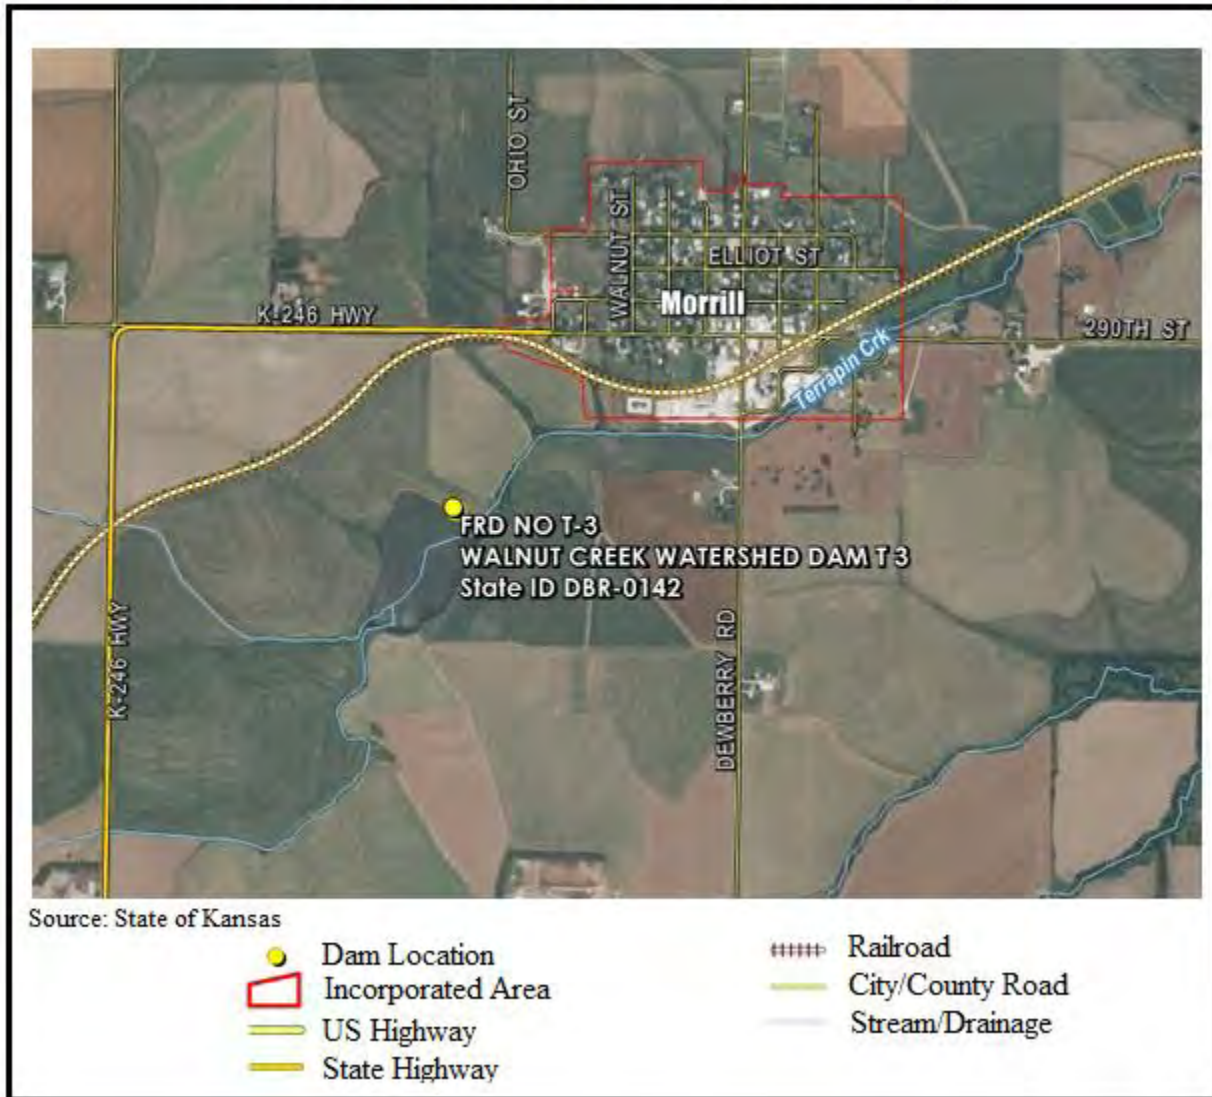 OHIO ST
WALNUT ST
ELLIOT ST
Morrill
K-246 HWY
290TH ST
Terrapin Crk
FRD NO T-3
WALNUT CREEK WATERSHED DAM T 3
State ID DBR-0142
K-246 HWY
DEWBERRY RD
Source: State of Kansas
Dam Location
Incorporated Area
US Highway
State Highway
Railroad
City/County Road
Stream/Drainage